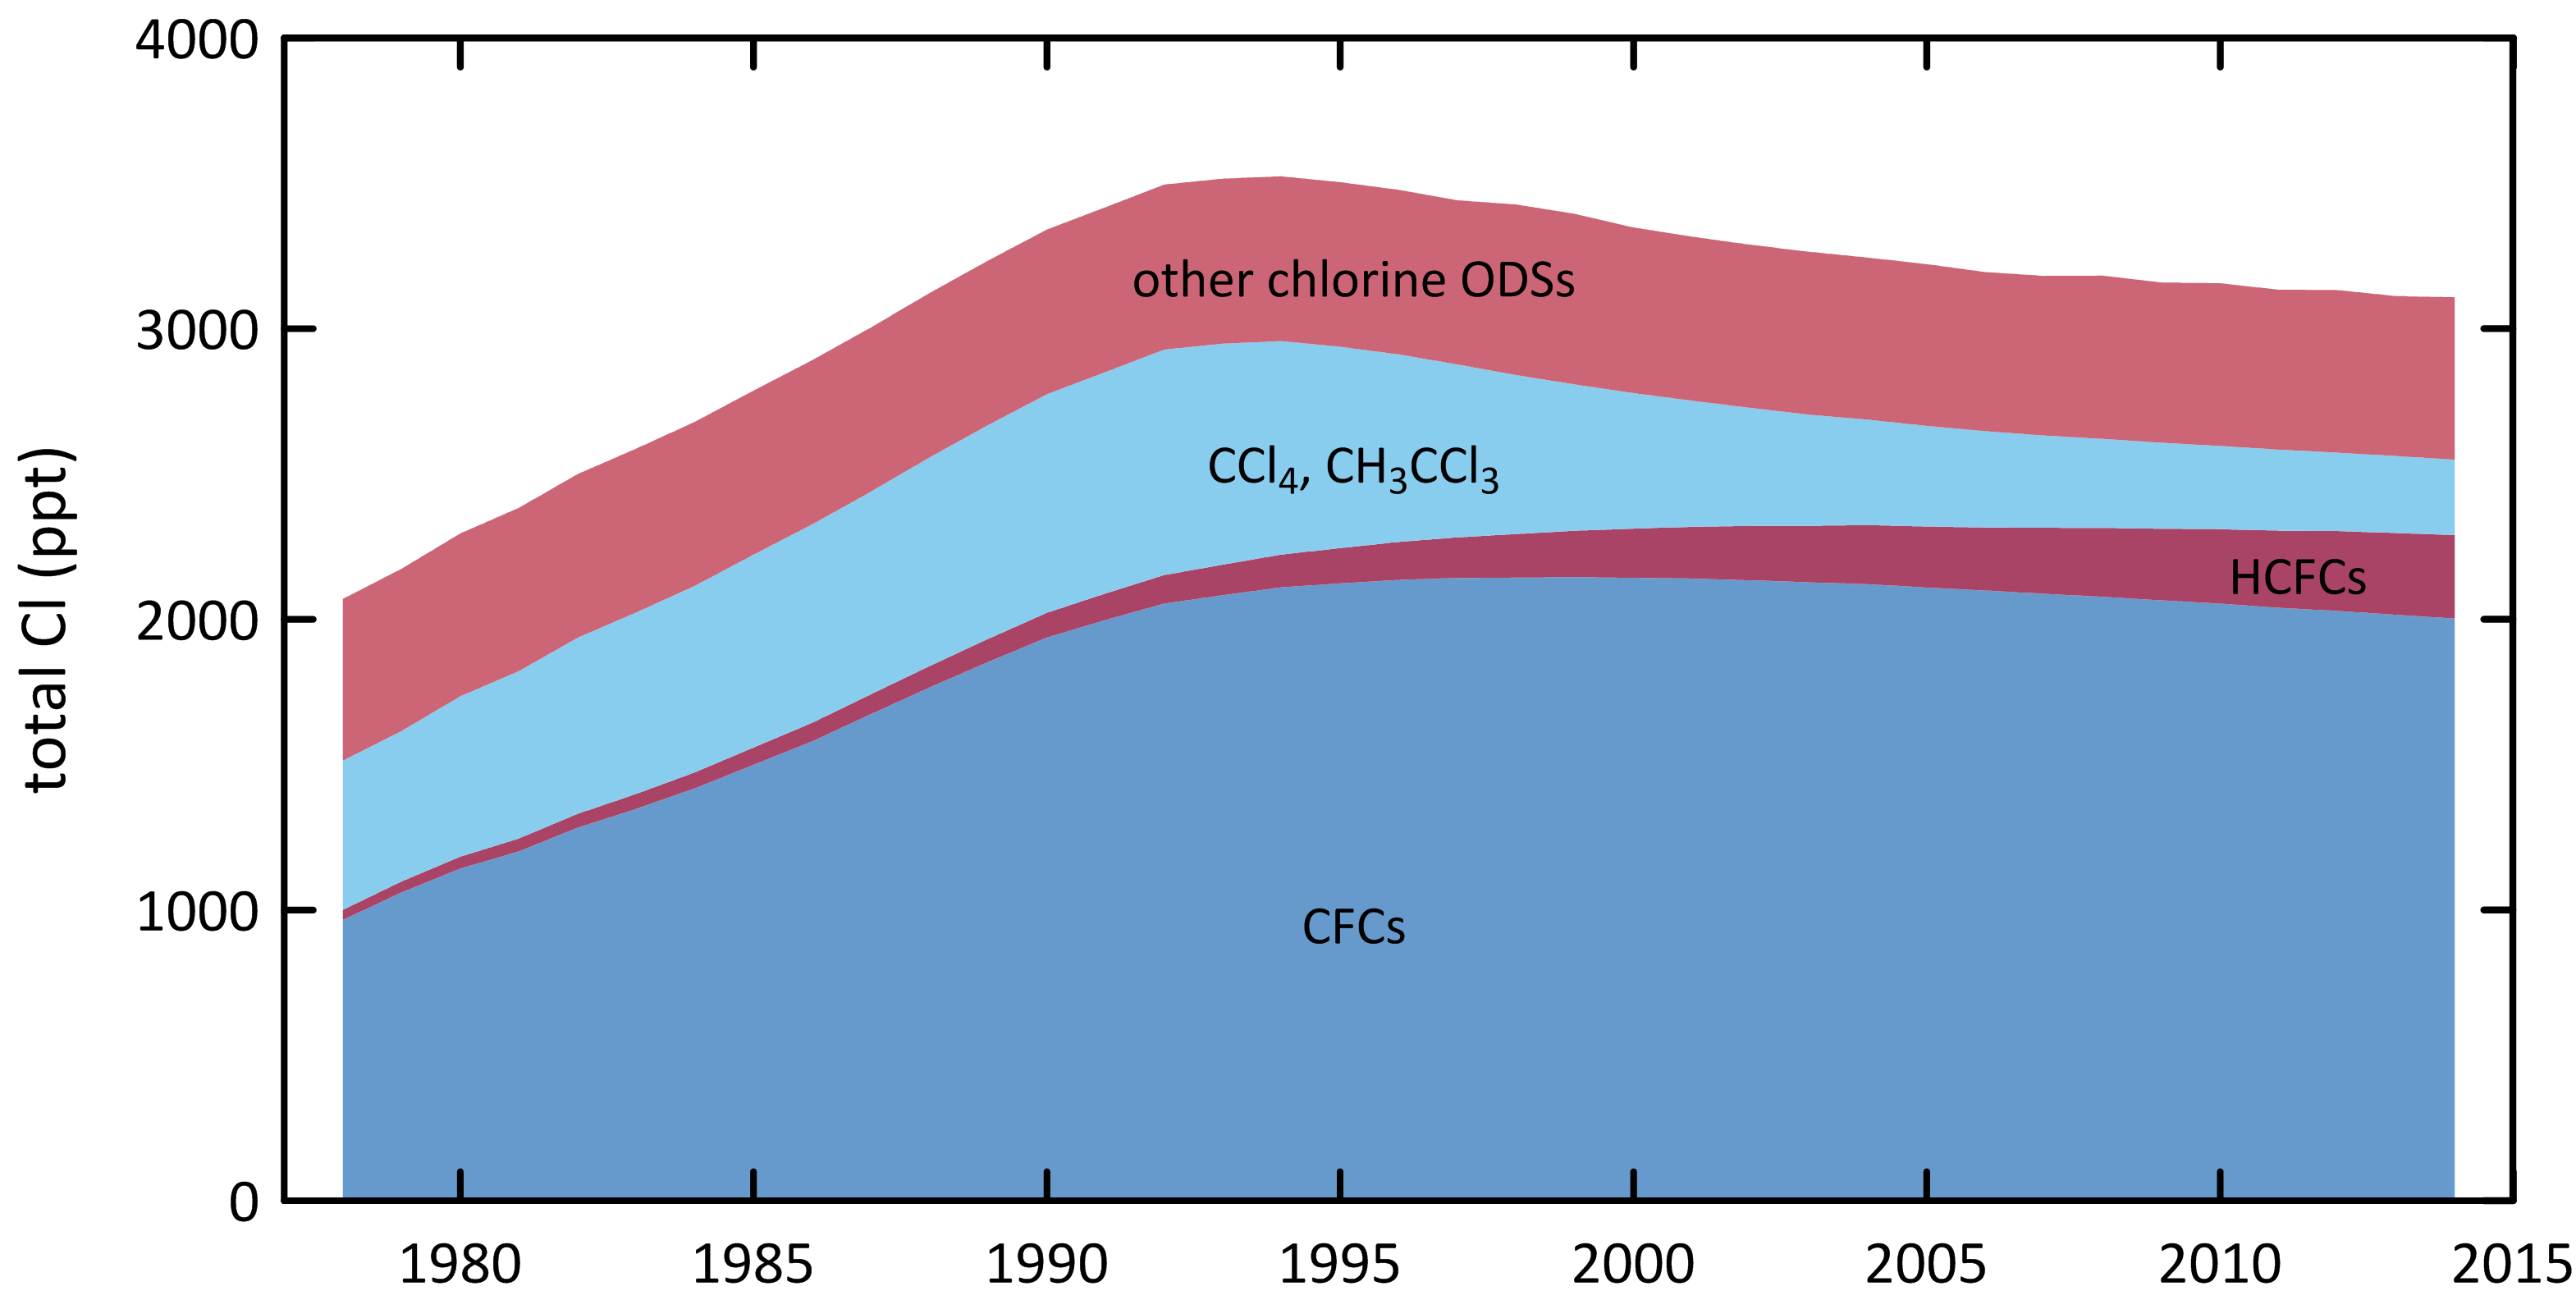 4000
3000
2000
1000
0
total Cl (ppt)
other chlorine ODSs
CCl₄, CH₃CCl₃
HCFCs
CFCs
1980 1985 1990 1995 2000 2005 2010 2015